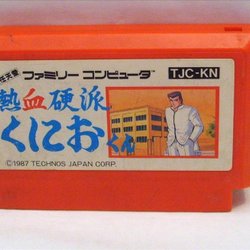 任天堂 ファミリー コンピュータ TJC-KN
熱血硬派
くにおくん
©1987 TECHNOS JAPAN CORP.